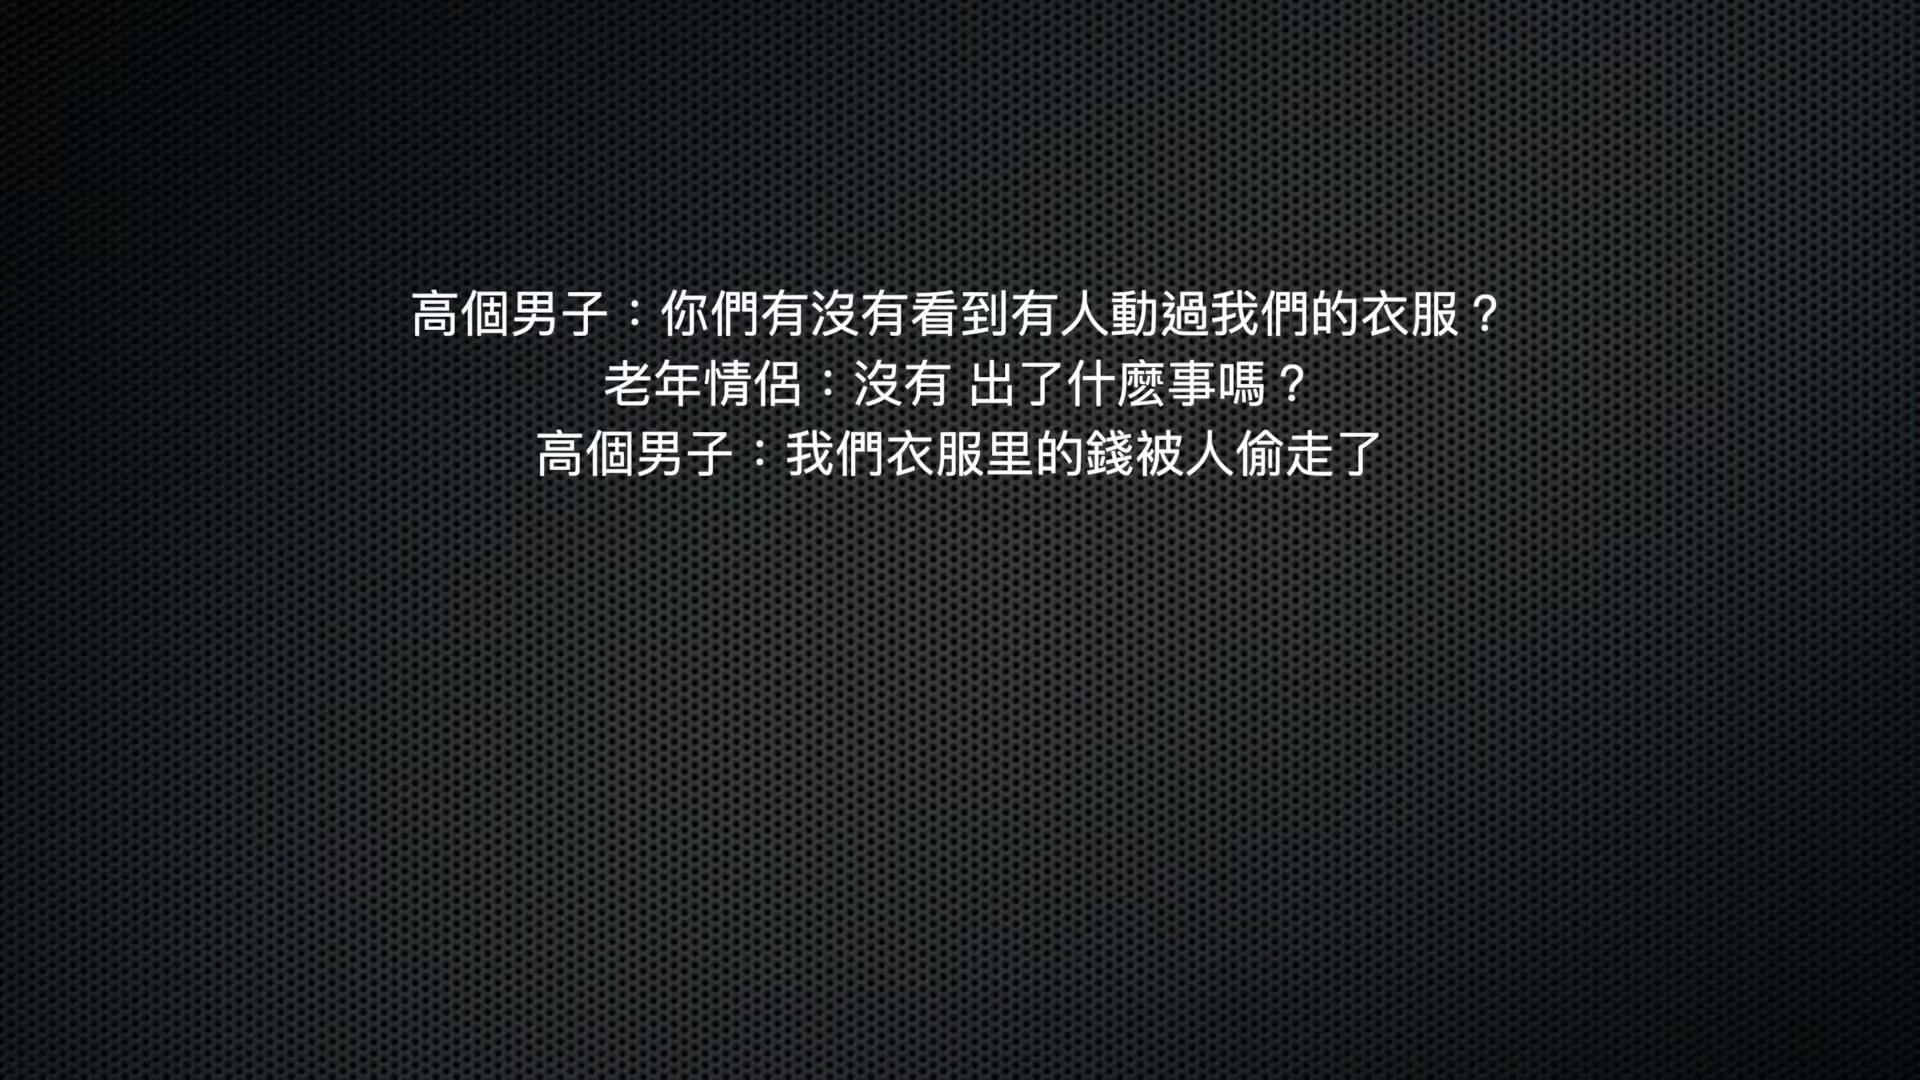 高個男子：你們有沒有看到有人動過我們的衣服？
老年情侶：沒有 出了什麽事嗎？
高個男子：我們衣服里的錢被人偷走了